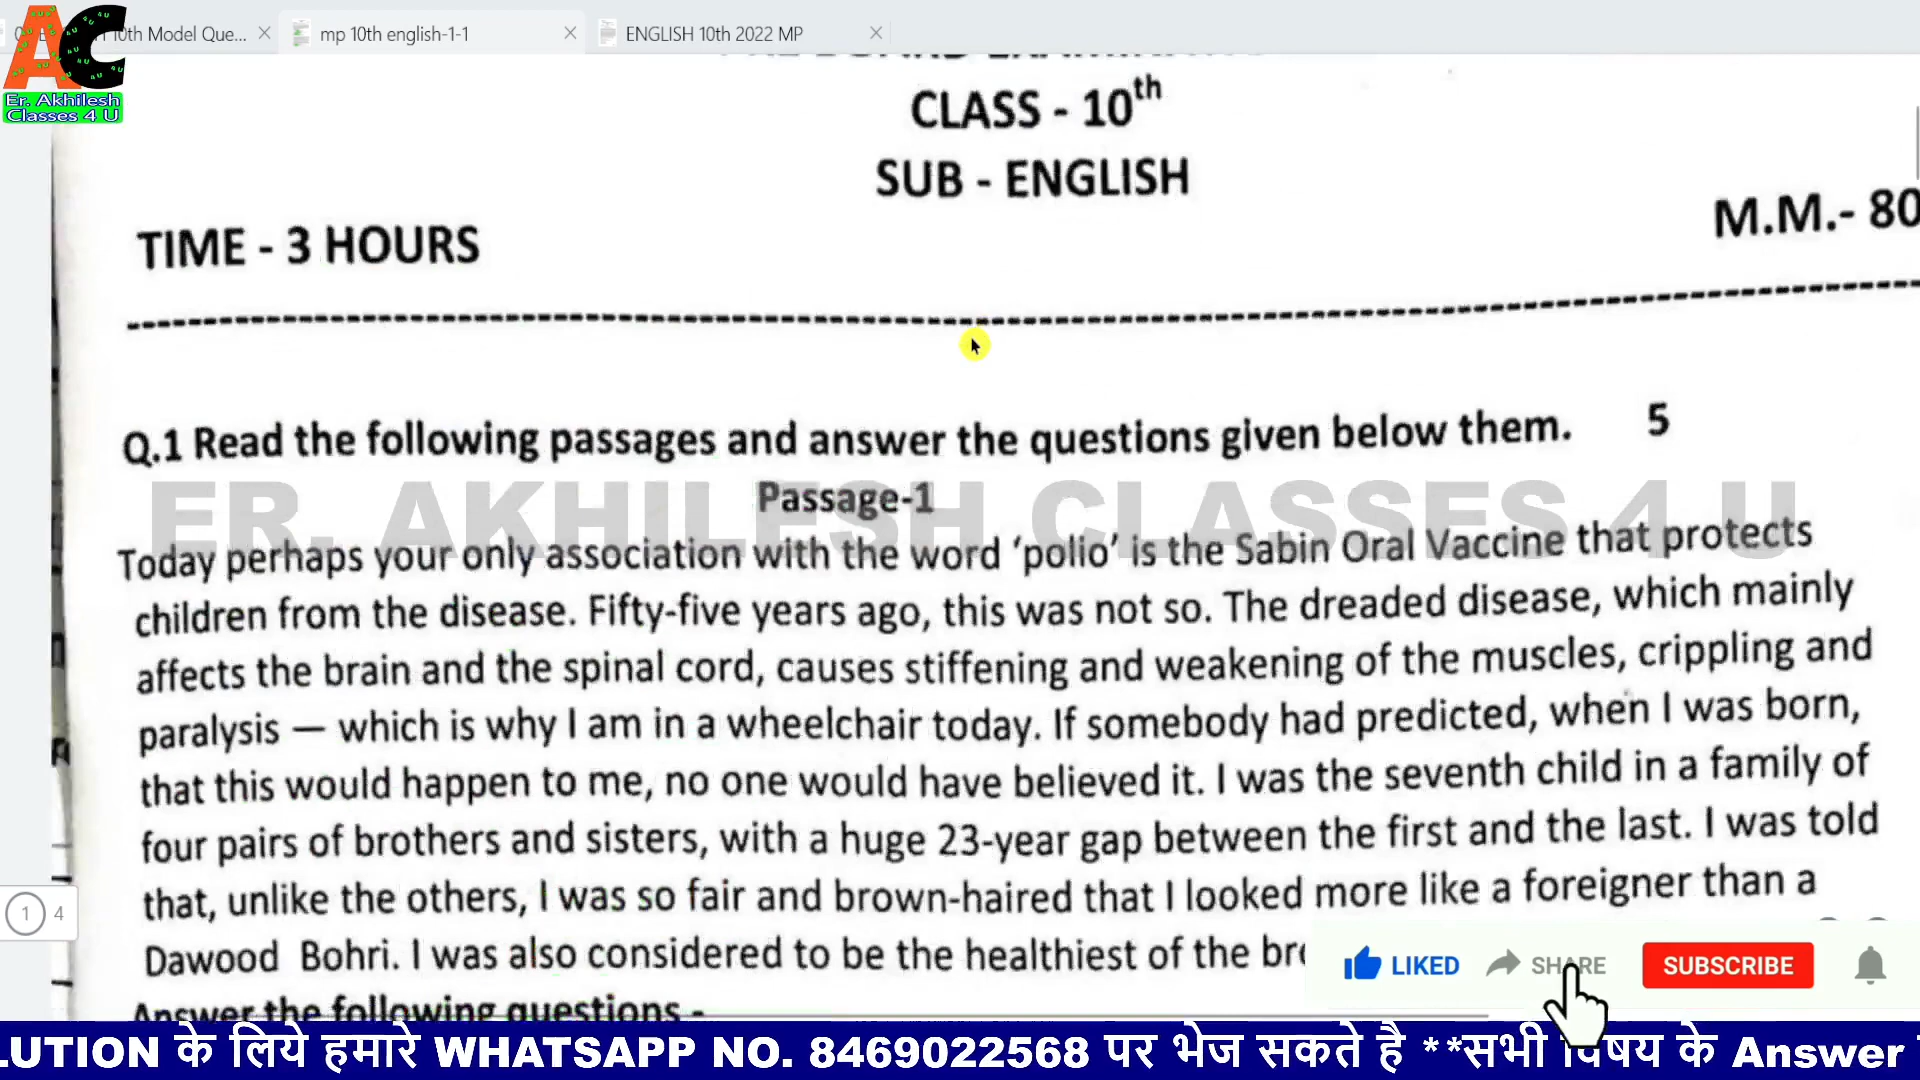 10th Model Que...
mp 10th english-1-1
ENGLISH 10th 2022 MP
AC
Er. Akhilesh
Classes 4 U
CLASS - 10th
SUB - ENGLISH
TIME - 3 HOURS
M.M.- 80
Q.1 Read the following passages and answer the questions given below them. 5
Passage-1
ER. AKHILESH CLASSES 4 U
Today perhaps your only association with the word ‘polio’ is the Sabin Oral Vaccine that protects
children from the disease. Fifty-five years ago, this was not so. The dreaded disease, which mainly
affects the brain and the spinal cord, causes stiffening and weakening of the muscles, crippling and
paralysis — which is why I am in a wheelchair today. If somebody had predicted, when I was born,
that this would happen to me, no one would have believed it. I was the seventh child in a family of
four pairs of brothers and sisters, with a huge 23-year gap between the first and the last. I was told
that, unlike the others, I was so fair and brown-haired that I looked more like a foreigner than a
Dawood Bohri. I was also considered to be the healthiest of the
Answer the following questions -
1 4
LIKED
SHARE
SUBSCRIBE
LUTION के लिये हमारे WHATSAPP NO. 8469022568 पर भेज सकते है **सभी विषय के Answer